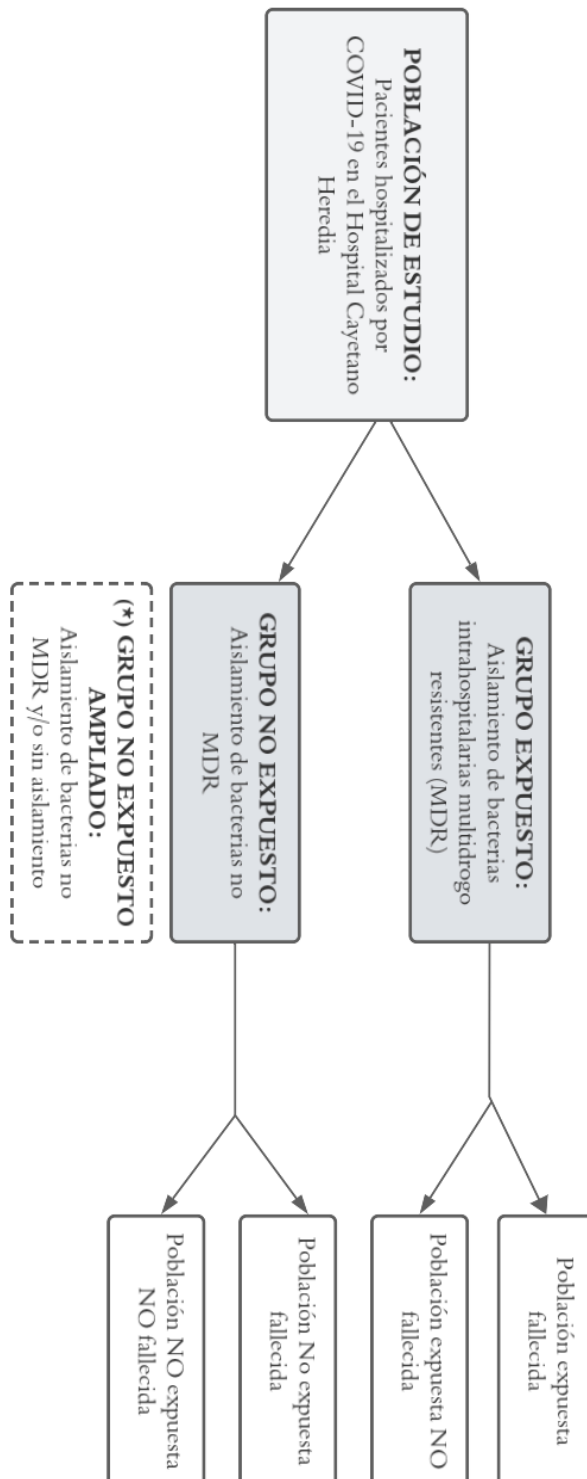 POBLACIÓN DE ESTUDIO:
Pacientes hospitalizados por
COVID-19 en el Hospital Cayetano
Heredia
GRUPO EXPUESTO:
Aislamiento de bacterias
intrahospitalarias multidrogo
resistentes (MDR)
GRUPO NO EXPUESTO:
Aislamiento de bacterias no
MDR
(*) GRUPO NO EXPUESTO
AMPLIADO:
Aislamiento de bacterias no
MDR y/o sin aislamiento
Población expuesta
fallecida
Población expuesta NO
fallecida
Población No expuesta
fallecida
Población NO expuesta
NO fallecida